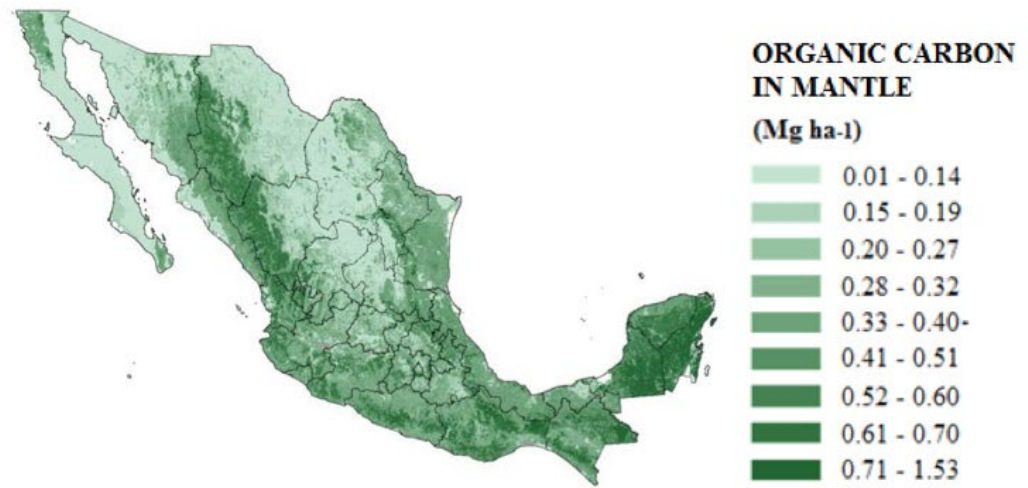 ORGANIC CARBON
IN MANTLE
(Mg ha-1)
0.01 - 0.14
0.15 - 0.19
0.20 - 0.27
0.28 - 0.32
0.33 - 0.40-
0.41 - 0.51
0.52 - 0.60
0.61 - 0.70
0.71 - 1.53